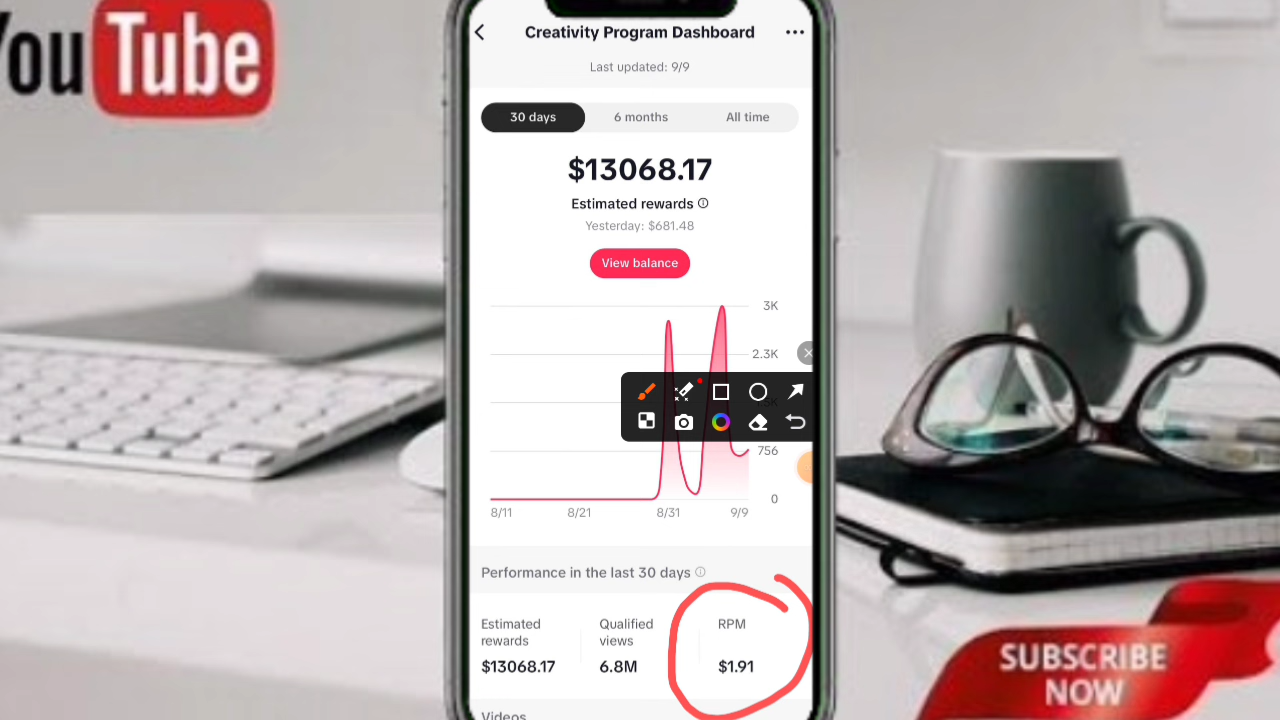 YouTube
Creativity Program Dashboard
Last updated: 9/9
30 days
6 months
All time
$13068.17
Estimated rewards
Yesterday: $681.48
View balance
3K
2.3K
756
0
8/11
8/21
8/31
9/9
Performance in the last 30 days
Estimated
rewards
$13068.17
Qualified
views
6.8M
RPM
$1.91
Videos
SUBSCRIBE
NOW